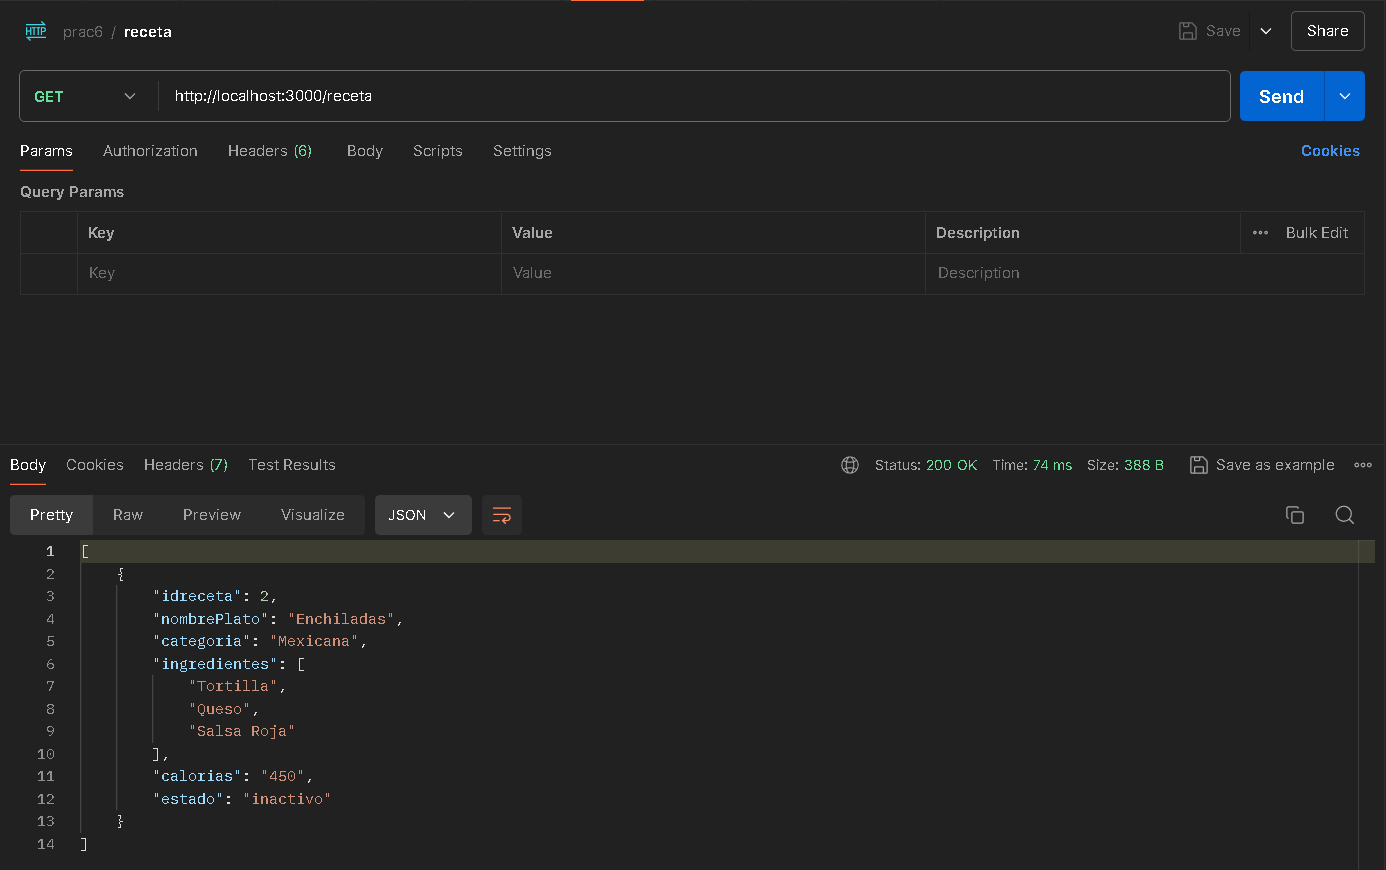 HTTP prac6 / receta Save Share
GET http://localhost:3000/receta Send
Params Authorization Headers (6) Body Scripts Settings Cookies
Query Params
Key Value Description ••• Bulk Edit
Key Value Description
Body Cookies Headers (7) Test Results Status: 200 OK Time: 74 ms Size: 388 B Save as example
Pretty Raw Preview Visualize JSON
1 [
2 {
3 "idreceta": 2,
4 "nombrePlato": "Enchiladas",
5 "categoria": "Mexicana",
6 "ingredientes": [
7 "Tortilla",
8 "Queso",
9 "Salsa Roja"
10 ],
11 "calorias": "450",
12 "estado": "inactivo"
13 }
14 ]